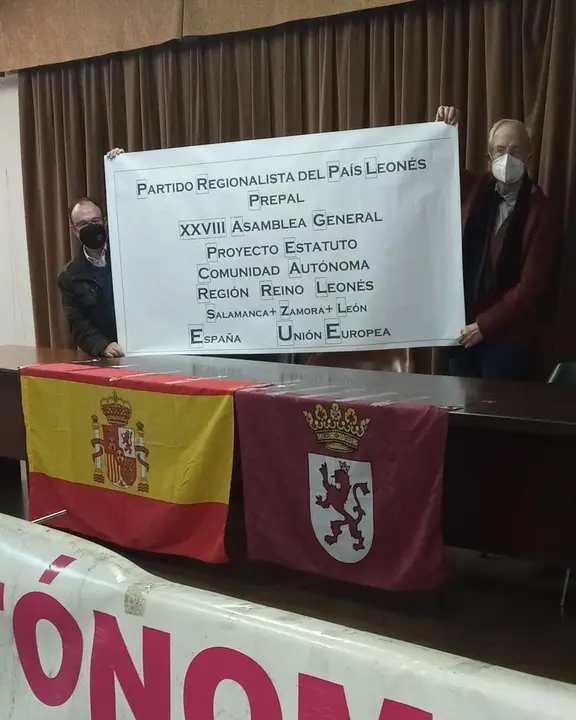 Partido Regionalista del País Leonés
Prepal
XXVIII Asamblea General
Proyecto Estatuto
Comunidad Autónoma
Región Reino Leonés
Salamanca+ Zamora+ León
España Unión Europea
ÓNOM